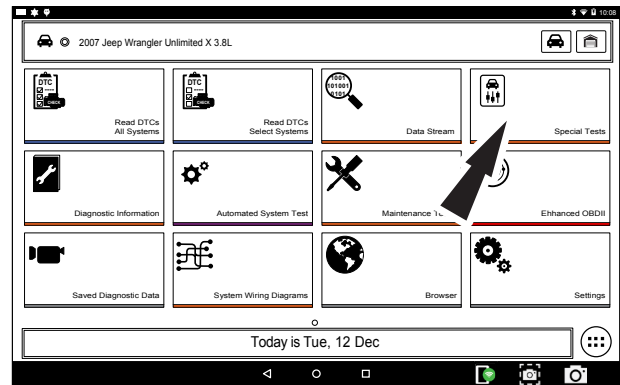 10:08
2007 Jeep Wrangler Unlimited X 3.8L
DTC
CHECK
Read DTCs
All Systems
DTC
CHECK
Read DTCs
Select Systems
1001
101001
0101
Data Stream
Special Tests
Diagnostic Information
Automated System Test
Maintenance
Ehhanced OBDII
Saved Diagnostic Data
System Wiring Diagrams
Browser
Settings
Today is Tue, 12 Dec